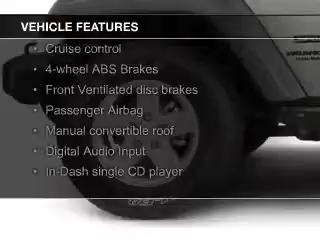 VEHICLE FEATURES
• Cruise control
• 4-wheel ABS Brakes
• Front Ventilated disc brakes
• Passenger Airbag
• Manual convertible roof
• Digital Audio Input
• In-Dash single CD player